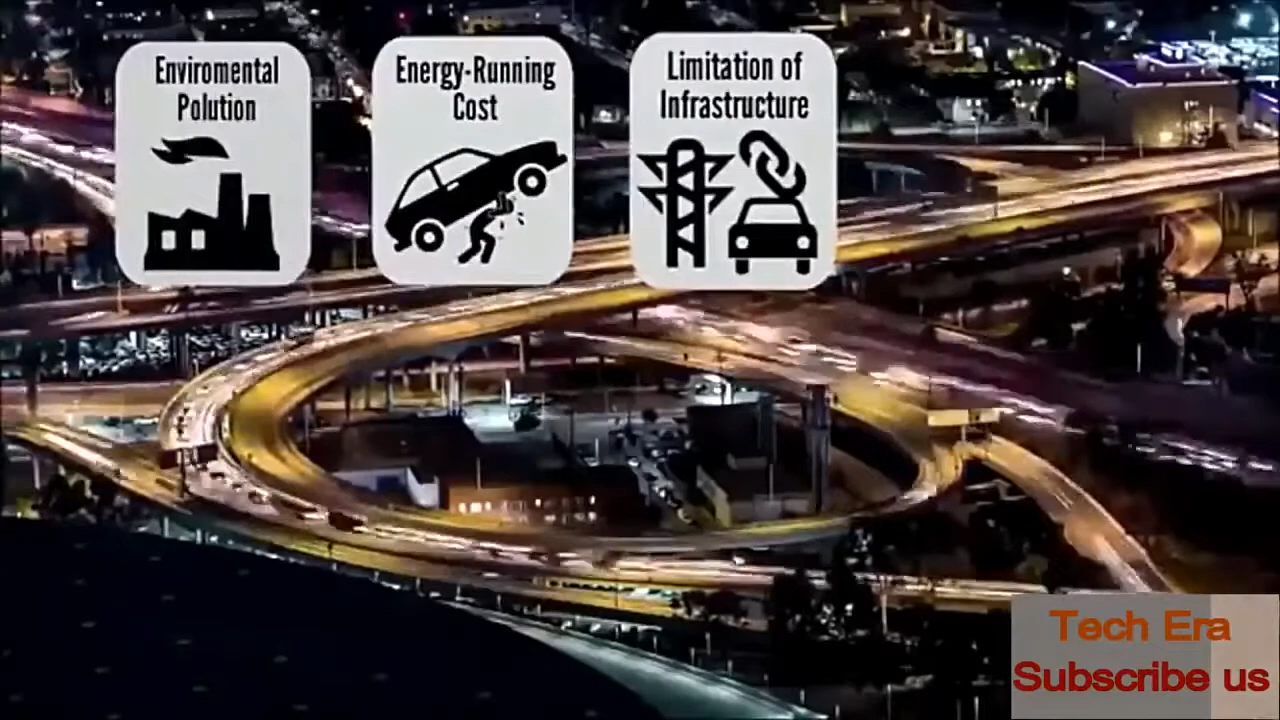 Enviromental
Polution
Energy-Running
Cost
Limitation of
Infrastructure
Tech Era
Subscribe us